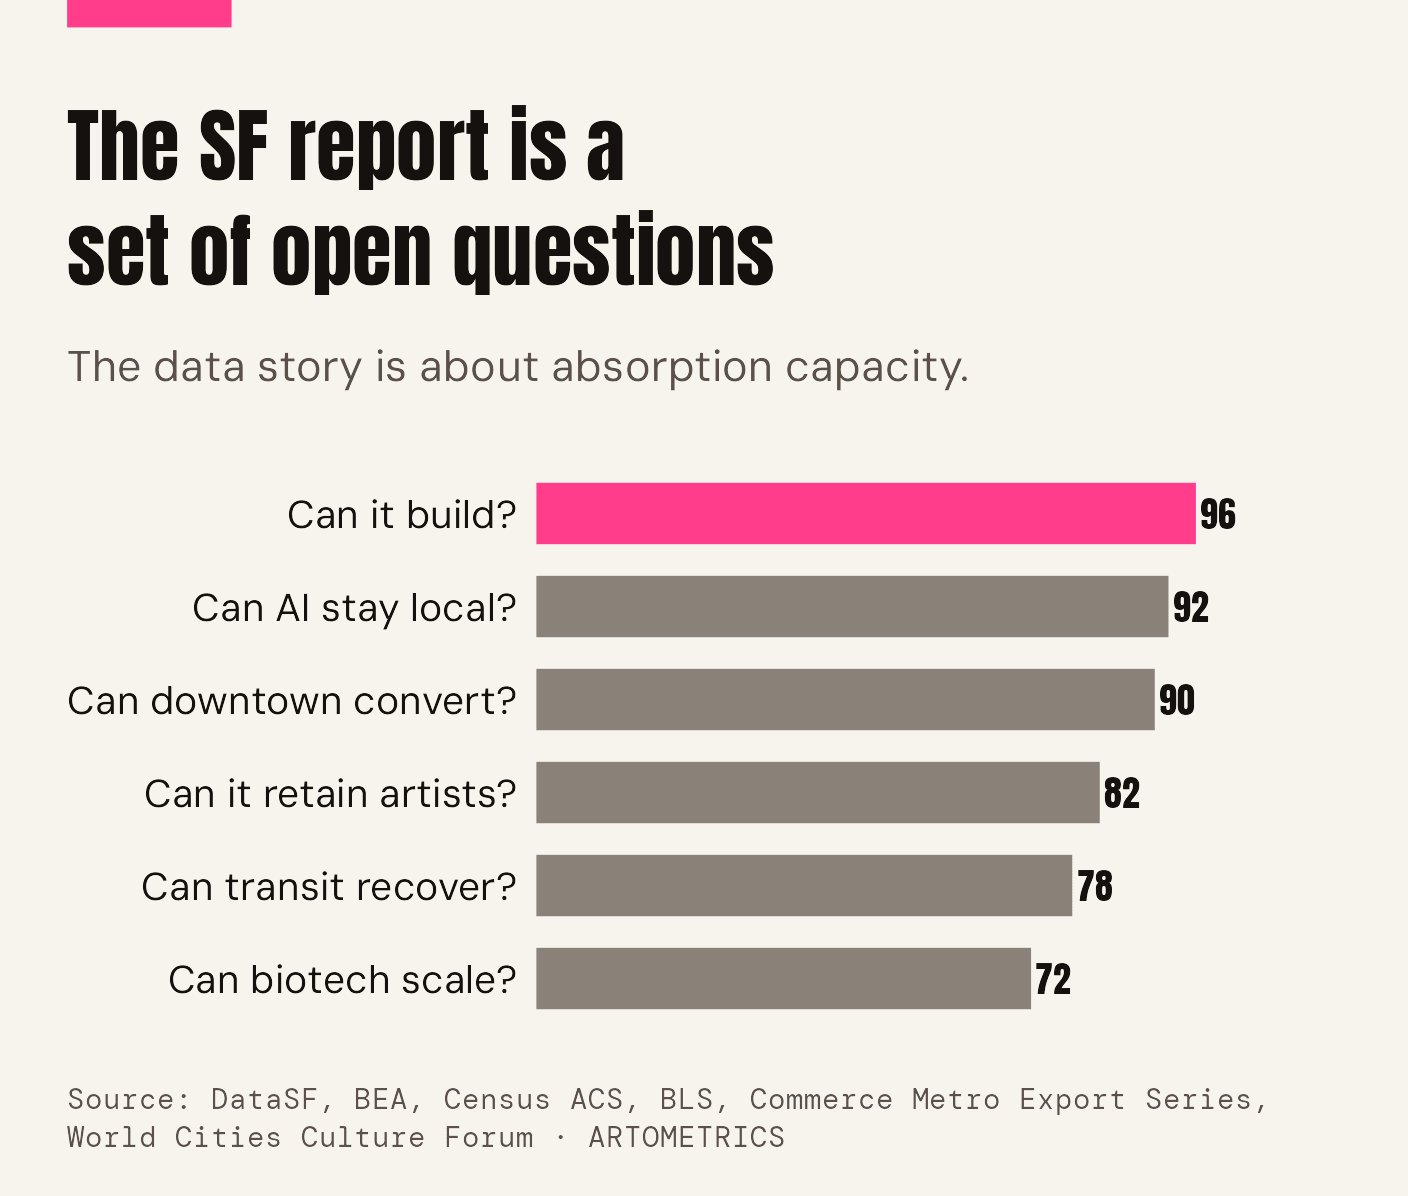 The SF report is a
set of open questions
The data story is about absorption capacity.
Can it build? 96
Can AI stay local? 92
Can downtown convert? 90
Can it retain artists? 82
Can transit recover? 78
Can biotech scale? 72
Source: DataSF, BEA, Census ACS, BLS, Commerce Metro Export Series,
World Cities Culture Forum · ARTOMETRICS